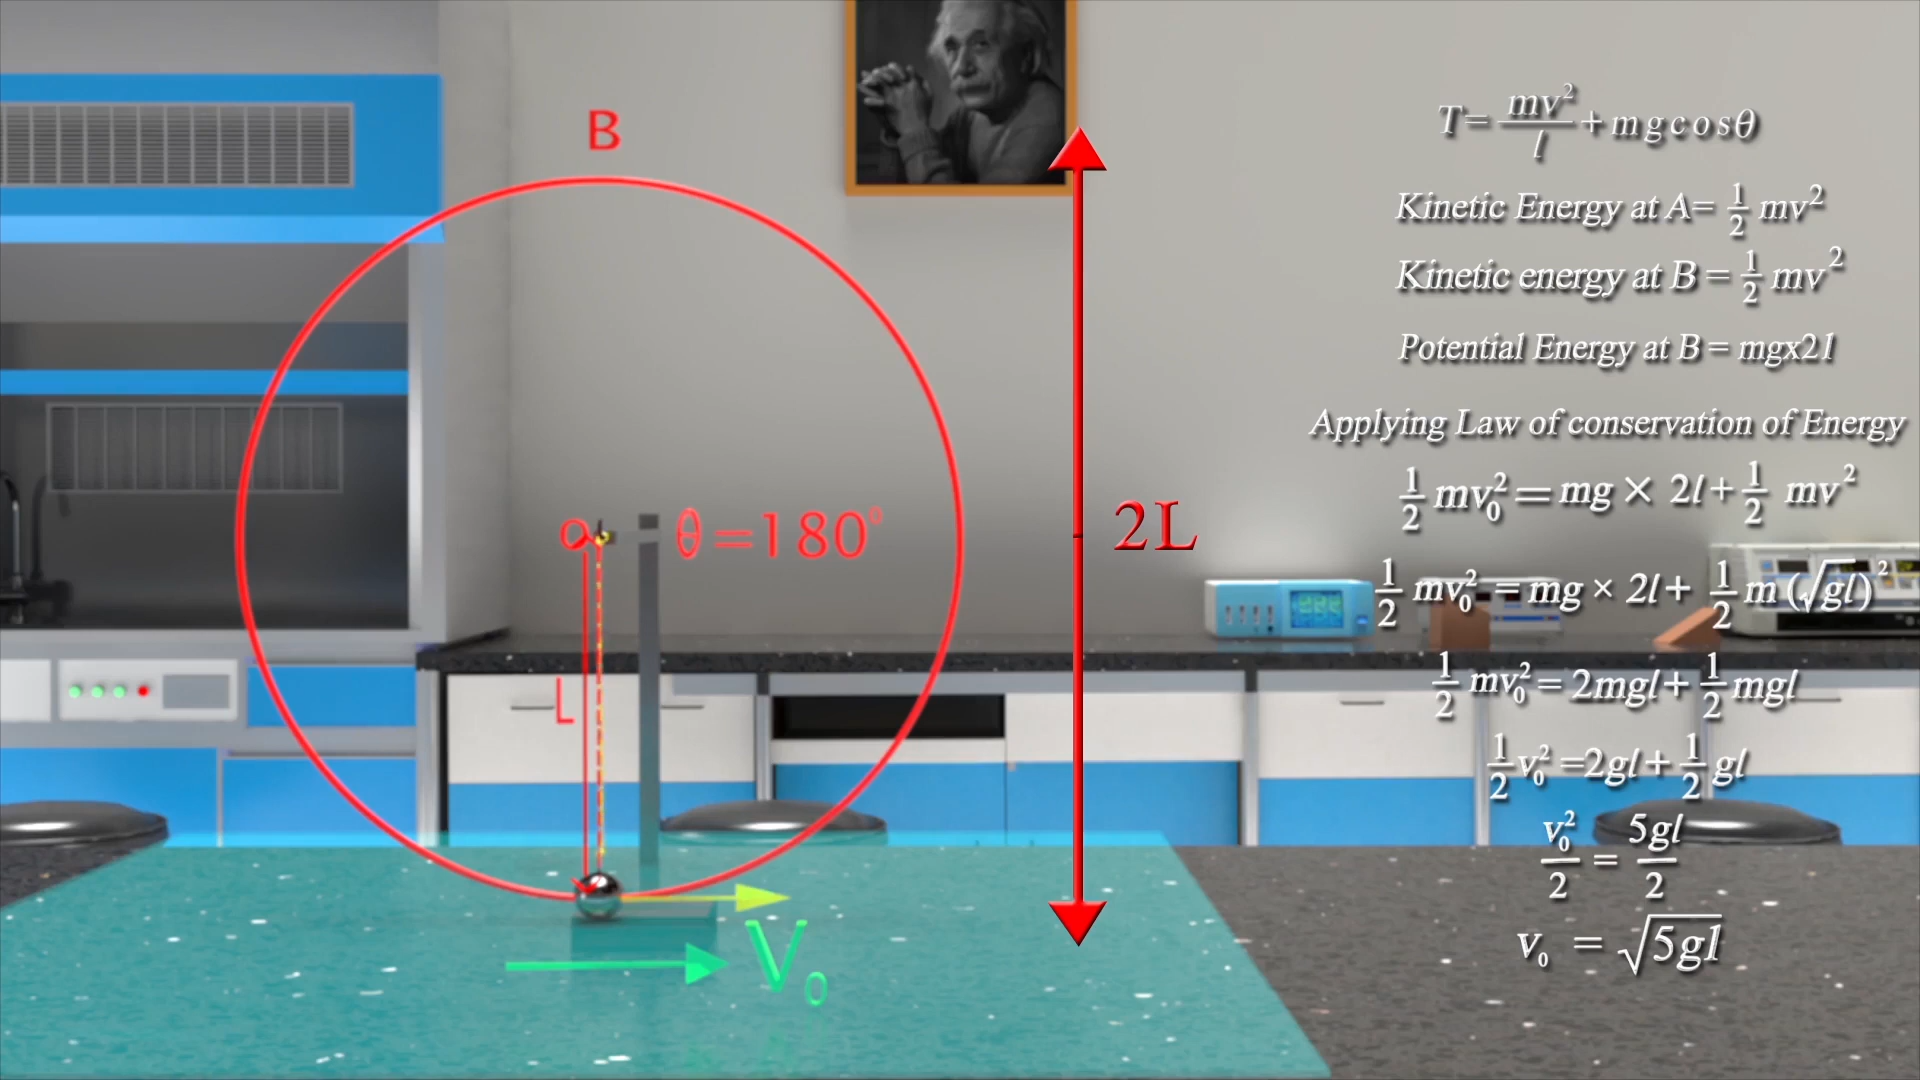 B
O
θ=180⁰
L
V₀
2L
T= mv²/l + mgcosθ
Kinetic Energy at A= 1/2 mv²
Kinetic energy at B = 1/2 mv²
Potential Energy at B = mgx2l
Applying Law of conservation of Energy
1/2 mv₀² = mg × 2l + 1/2 mv²
1/2 mv₀² = mg × 2l + 1/2 m (√gl)²
1/2 mv₀² = 2mgl + 1/2 mgl
1/2 v₀² = 2gl + 1/2 gl
v₀²/2 = 5gl/2
v₀ = √5gl